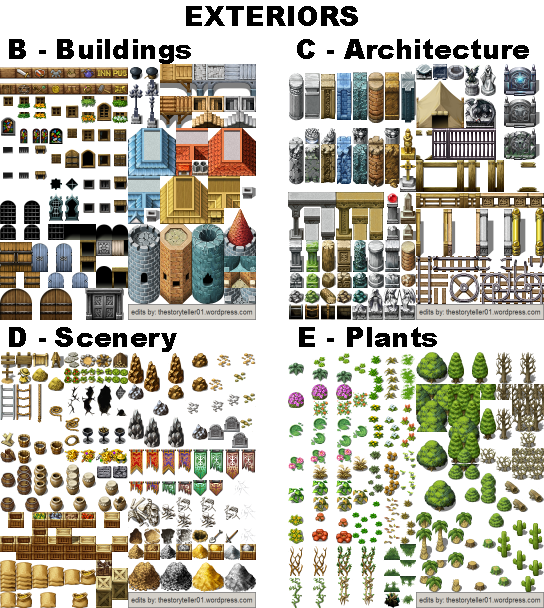 EXTERIORS
B - Buildings
C - Architecture
INN PUB
edits by: thestoryteller01.wordpress.com
edits by: thestoryteller01.wordpress.com
D - Scenery
E - Plants
edits by: thestoryteller01.wordpress.com
edits by: thestoryteller01.wordpress.com